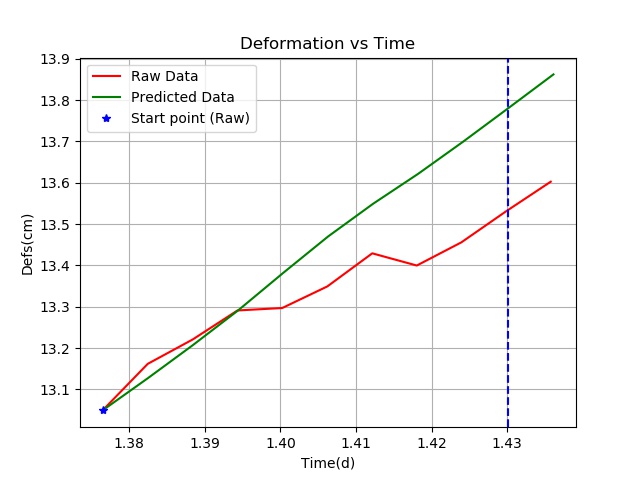 Deformation vs Time
Raw Data
Predicted Data
Start point (Raw)
Defs(cm)
13.9
13.8
13.7
13.6
13.5
13.4
13.3
13.2
13.1
1.38 1.39 1.40 1.41 1.42 1.43
Time(d)